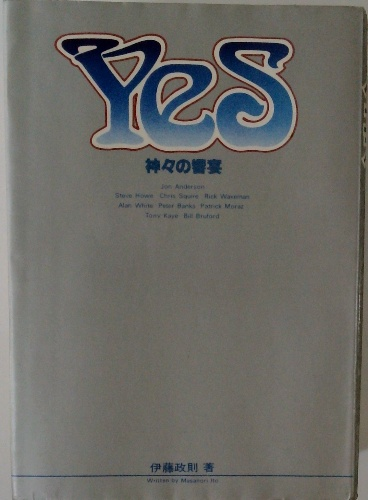 Yes
神々の響宴
Jon Anderson
Steve Howe Chris Squire Rick Wakeman
Alan White Peter Banks Patrick Moraz
Tony Kaye Bill Bruford
伊藤政則 著
Written by Masanori Ito